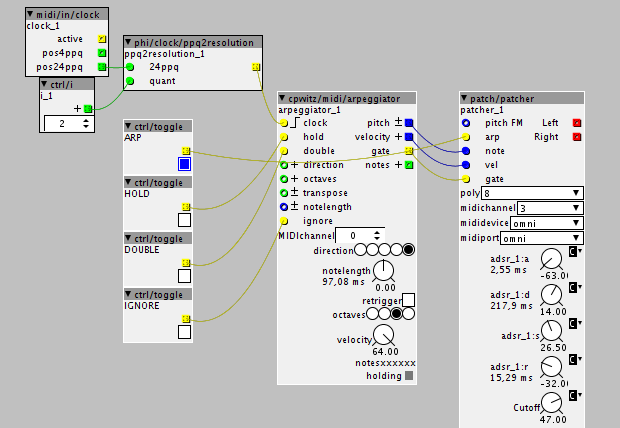 midi/in/clock
clock_1
active
pos4ppq
pos24ppq
ctrl/i
i_1
+
2
phi/clock/ppq2resolution
ppq2resolution_1
24ppq
quant
ctrl/toggle
ARP
ctrl/toggle
HOLD
ctrl/toggle
DOUBLE
ctrl/toggle
IGNORE
cpwitz/midi/arpeggiator
arpeggiator_1
clock pitch ±
hold velocity +
double gate
+ direction notes +
+ octaves
± transpose
± notelength
ignore
MIDIchannel 0
direction
notelength
97,08 ms 0.00
retrigger
octaves
velocity
64.00
notesxxxxxx
holding
patch/patcher
patcher_1
pitch FM Left
arp Right
note
vel
gate
poly 8
midichannel 3
mididevice omni
midiport omni
adsr_1:a C
2,55 ms -63.00
adsr_1:d C
217,9 ms 14.00
adsr_1:s C
26.50
adsr_1:r C
15,29 ms -32.00
Cutoff C
47.00